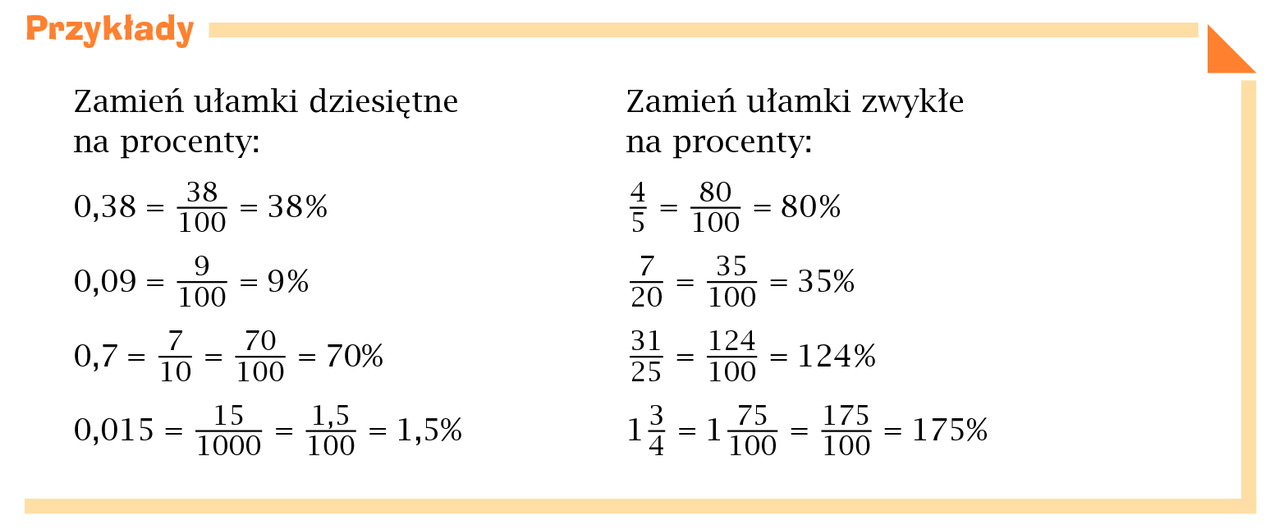 Przykłady
Zamień ułamki dziesiętne
na procenty:
0,38 = 38/100 = 38%
0,09 = 9/100 = 9%
0,7 = 7/10 = 70/100 = 70%
0,015 = 15/1000 = 1,5/100 = 1,5%
Zamień ułamki zwykłe
na procenty:
4/5 = 80/100 = 80%
7/20 = 35/100 = 35%
31/25 = 124/100 = 124%
1 3/4 = 1 75/100 = 175/100 = 175%